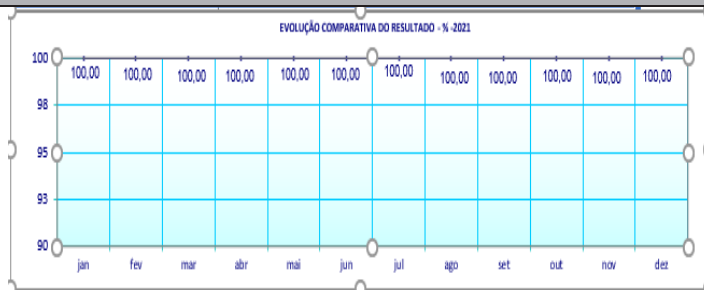 EVOLUÇÃO COMPARATIVA DO RESULTADO - % -2021
100
100,00 100,00 100,00 100,00 100,00 100,00 100,00 100,00 100,00 100,00 100,00 100,00
98
95
93
90
jan fev mar abr mai jun jul ago set out nov dez